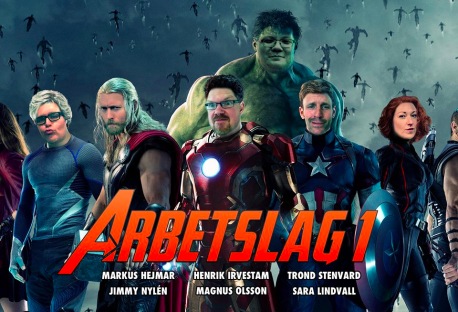 ARBETSLAG 1
MARKUS HEJMAR HENRIK IRVESTAM TROND STENVARD
JIMMY NYLÉN MAGNUS OLSSON SARA LINDVALL